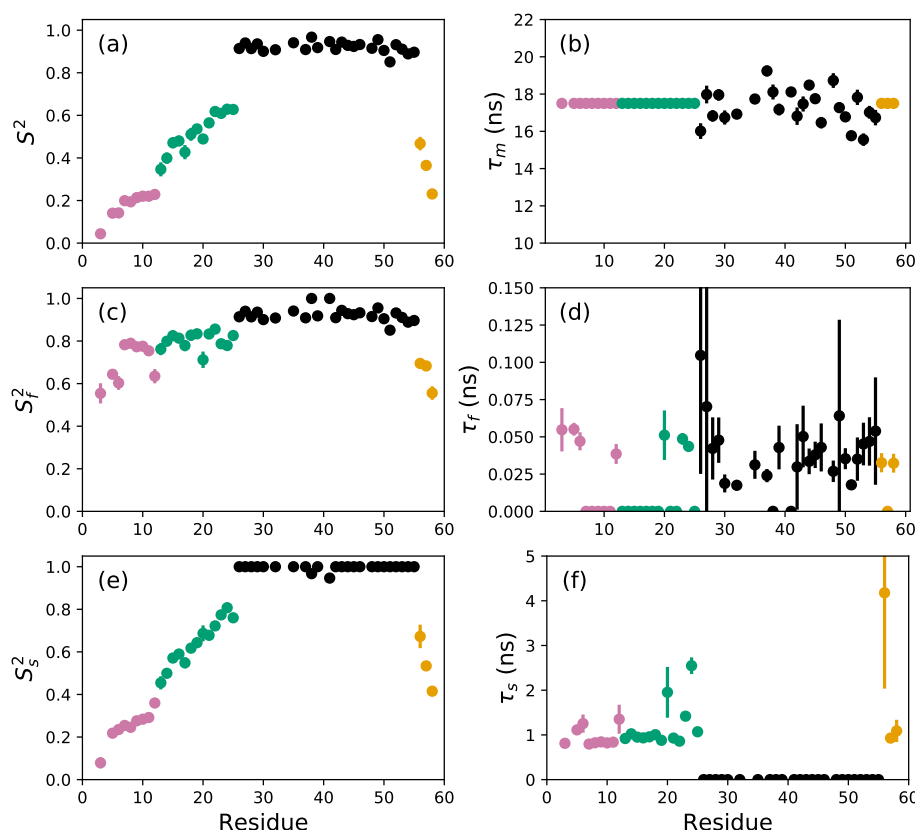 (a)
S²
1.0
0.8
0.6
0.4
0.2
0.0
0 10 20 30 40 50 60
(b)
τm (ns)
22
20
18
16
14
12
10
10 20 30 40 50 60
(c)
S²f
1.0
0.8
0.6
0.4
0.2
0.0
0 10 20 30 40 50 60
(d)
τf (ns)
0.150
0.125
0.100
0.075
0.050
0.025
0.000
10 20 30 40 50 60
(e)
S²s
1.0
0.8
0.6
0.4
0.2
0.0
0 10 20 30 40 50 60
Residue
(f)
τs (ns)
5
4
3
2
1
0
0 10 20 30 40 50 60
Residue